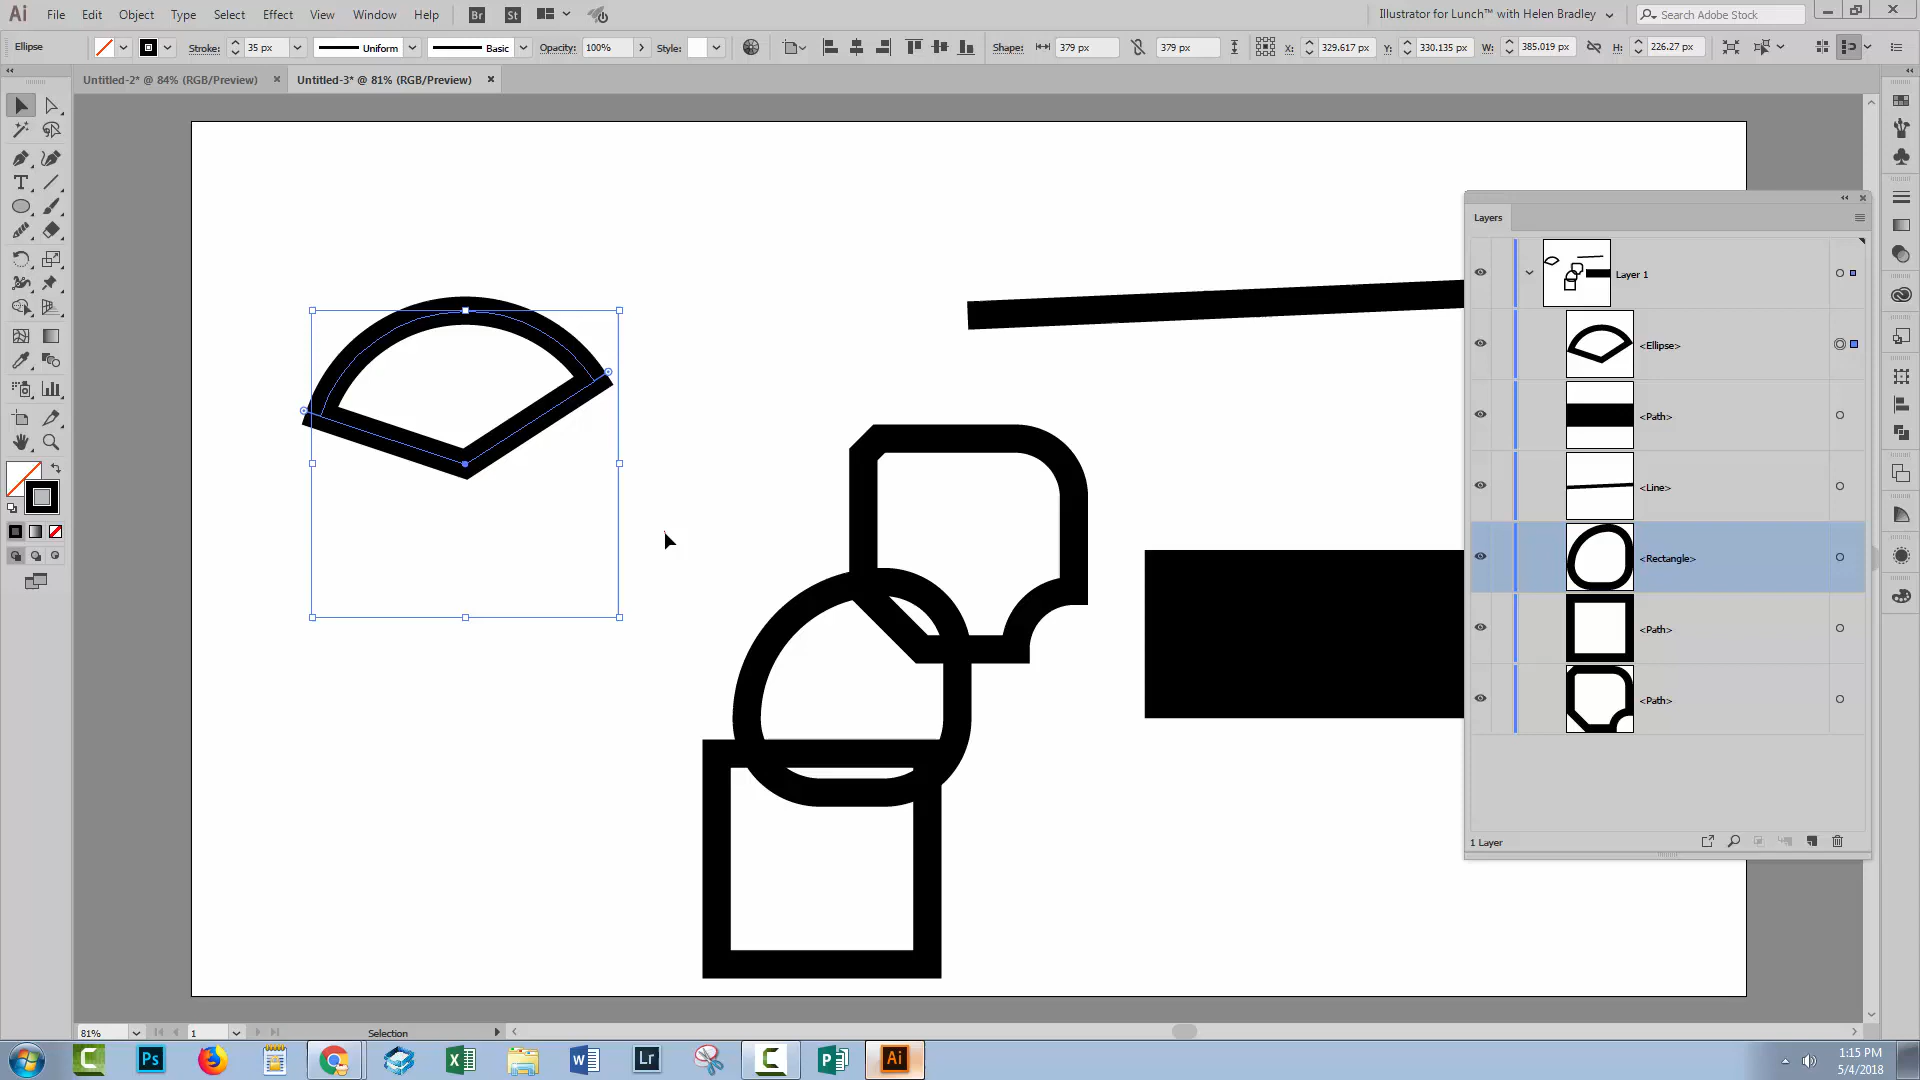 Ai File Edit Object Type Select Effect View Window Help Br St Illustrator for Lunch™ with Helen Bradley Search Adobe Stock
Ellipse Stroke: 35 px Uniform Basic Opacity: 100% Style: Shape: 379 px 379 px X: 329.617 px Y: 330.135 px W: 385.019 px H: 226.27 px
Untitled-2* @ 84% (RGB/Preview) Untitled-3* @ 81% (RGB/Preview)
Layers
Layer 1
<Ellipse>
<Path>
<Line>
<Rectangle>
<Path>
<Path>
1 Layer
81% 1 Selection
Ps Lr Ai
1:15 PM
5/4/2018